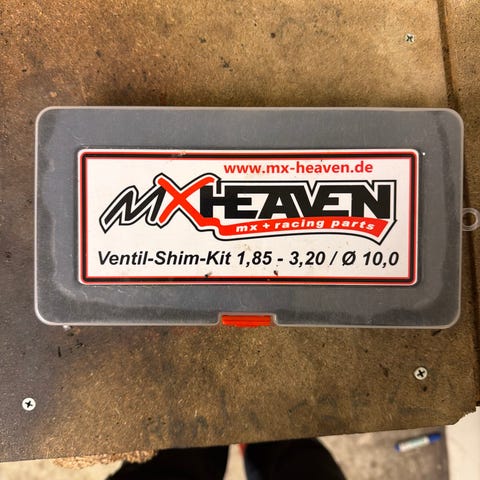 www.mx-heaven.de
MXHEAVEN
mx + racing parts
Ventil-Shim-Kit 1,85 - 3,20 / Ø 10,0